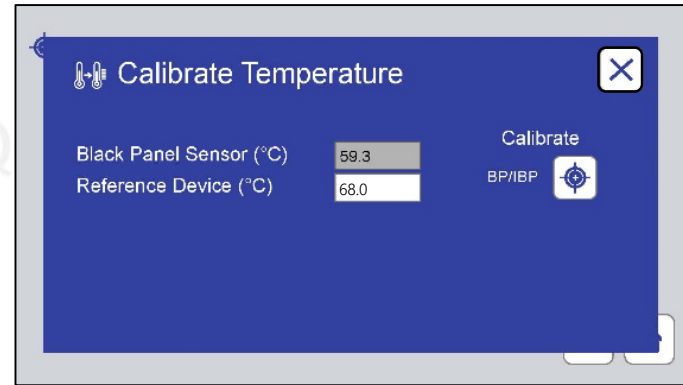 Calibrate Temperature
Black Panel Sensor (°C) 59.3
Reference Device (°C) 68.0
Calibrate
BP/IBP